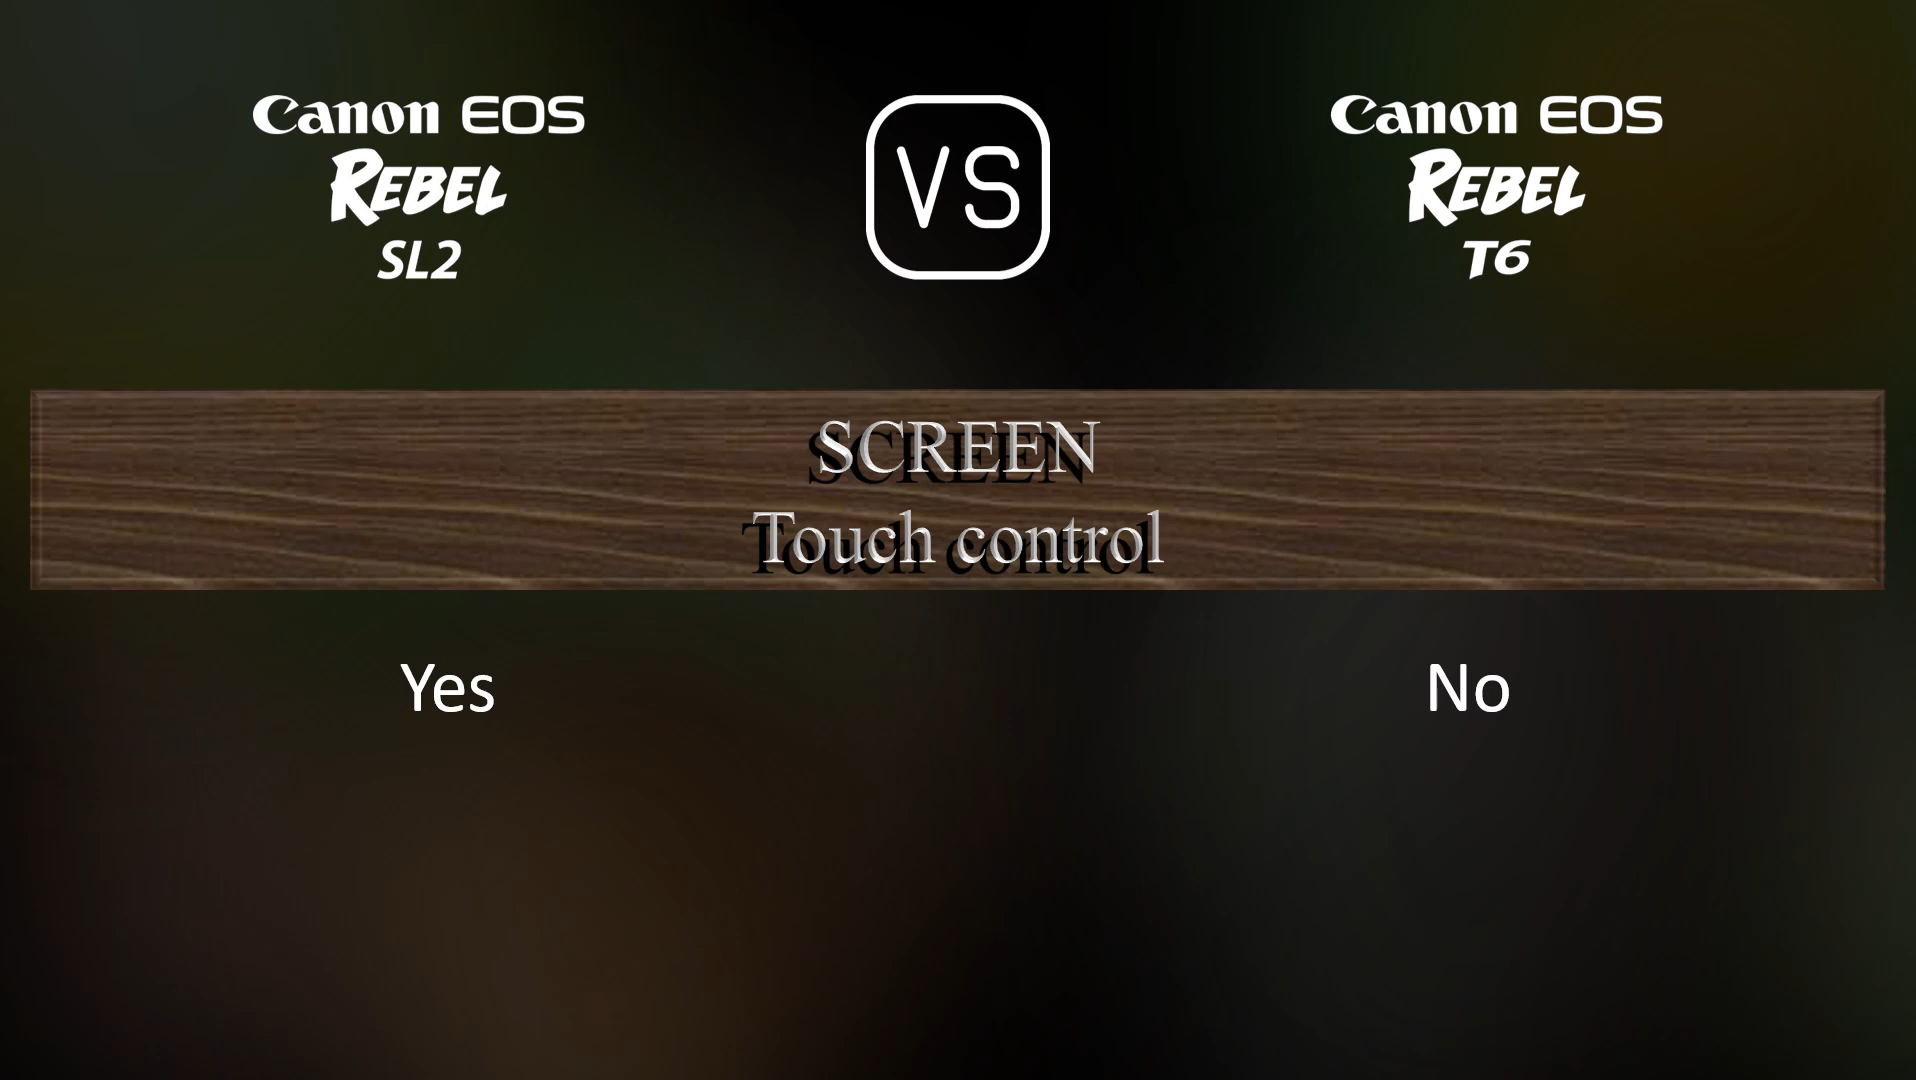 Canon EOS
REBEL
SL2
VS
Canon EOS
REBEL
T6
SCREEN
Touch control
Yes
No